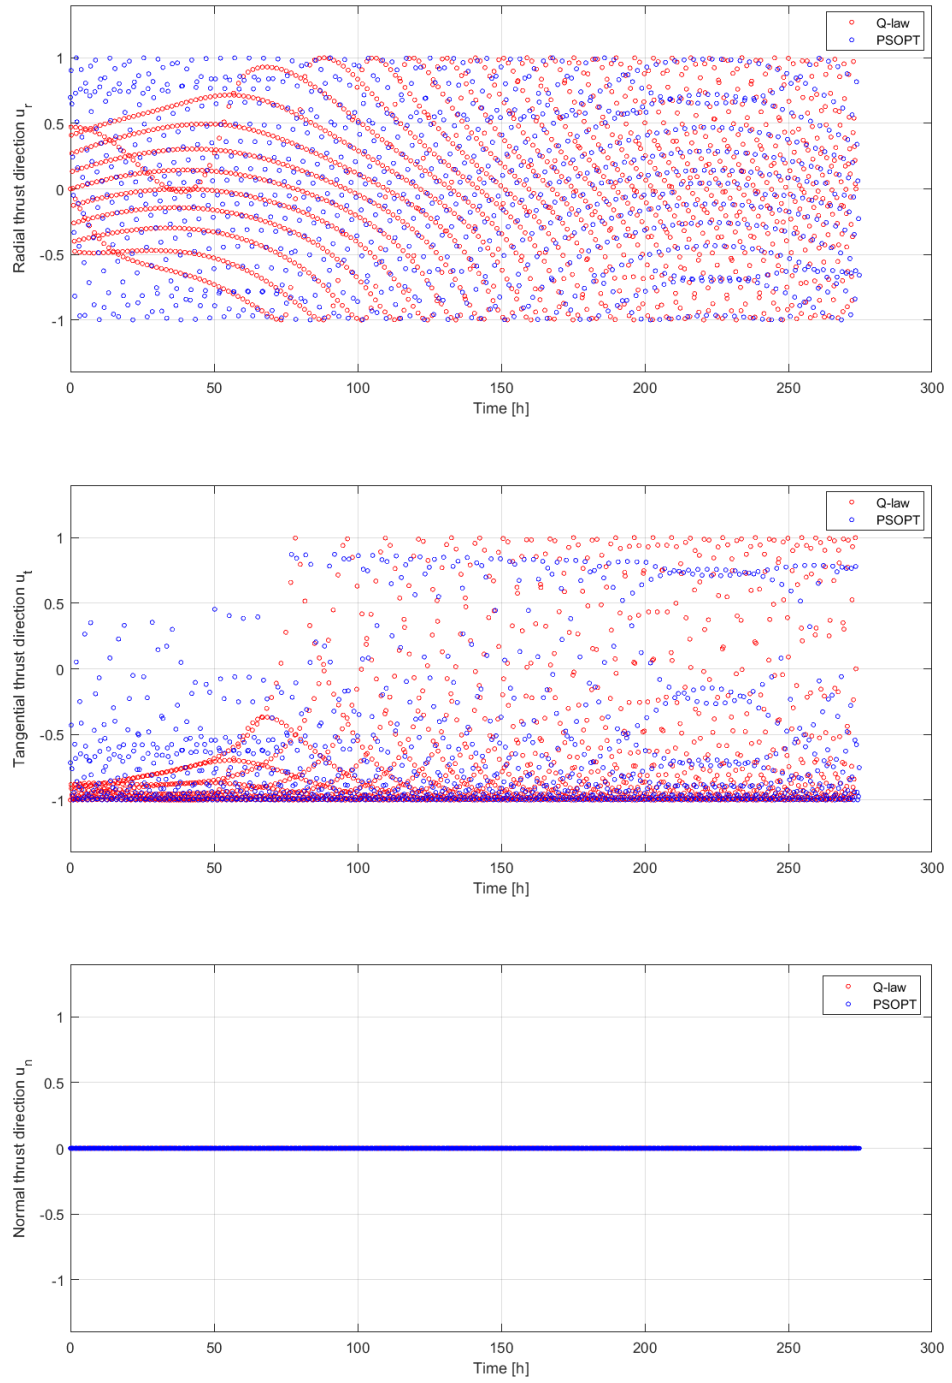 Q-law
PSOPT
1
0.5
0
-0.5
-1
Radial thrust direction u_r
0 50 100 150 200 250 300
Time [h]
Q-law
PSOPT
1
0.5
0
-0.5
-1
Tangential thrust direction u_t
0 50 100 150 200 250 300
Time [h]
Q-law
PSOPT
1
0.5
0
-0.5
-1
Normal thrust direction u_n
0 50 100 150 200 250 300
Time [h]